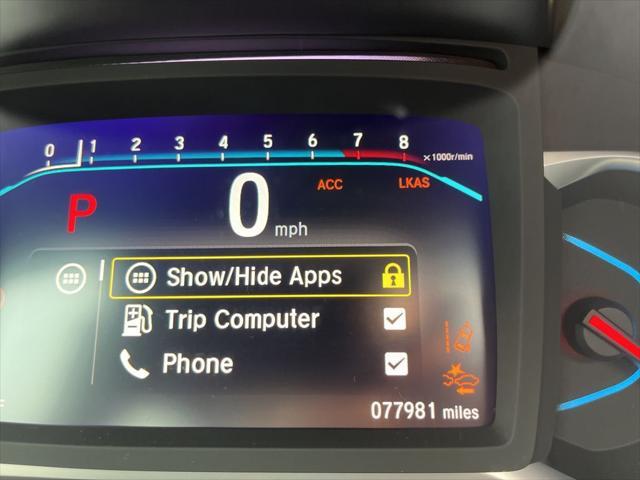 0 1 2 3 4 5 6 7 8
x1000r/min
P 0 mph ACC LKAS
Show/Hide Apps
Trip Computer
Phone
077981 miles